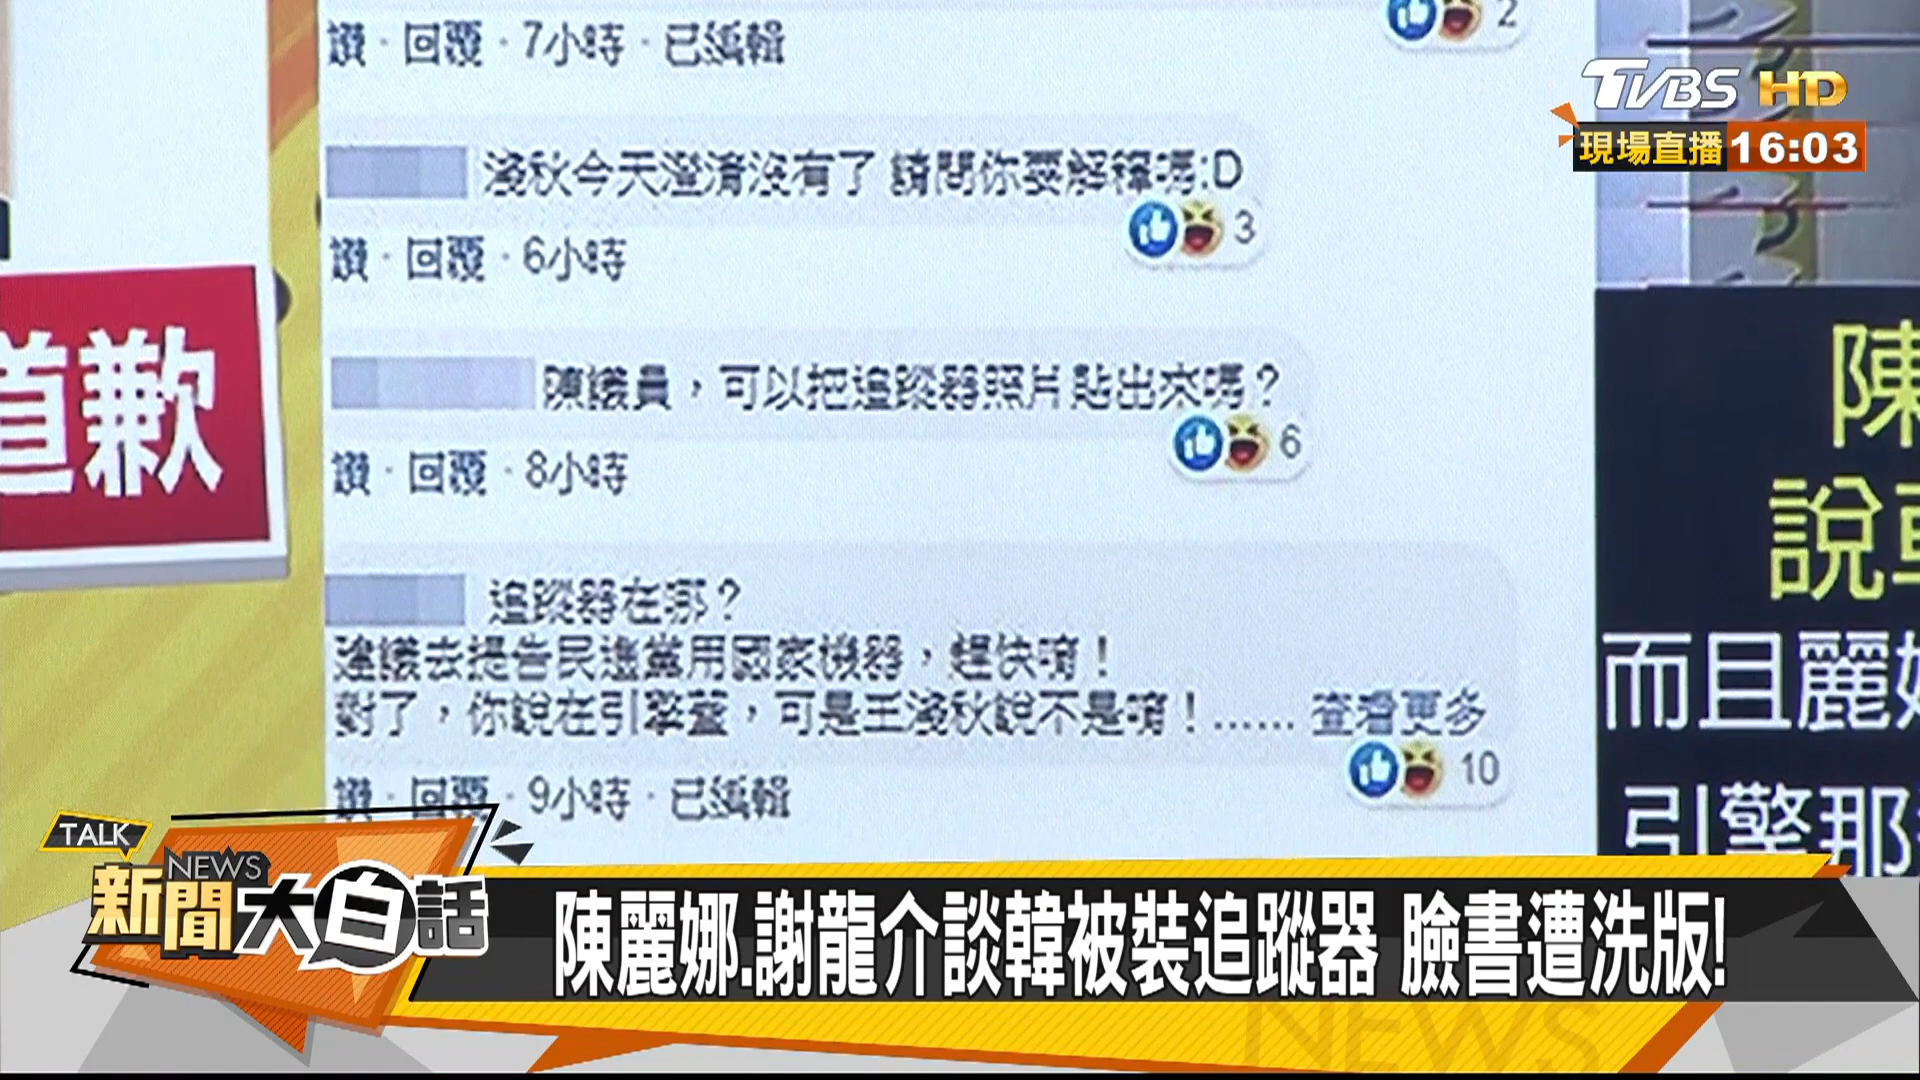 讚 · 回覆 · 7小時 · 已編輯
2
TVBS HD
現場直播 16:03
淺秋今天澄清沒有了 請問你要解釋嗎:D
3
讚 · 回覆 · 6小時
道歉
陳議員，可以把追蹤器照片貼出來嗎？
6
讚 · 回覆 · 8小時
追蹤器在哪？
建議去提告民進黨用國家機器，趕快唷！
對了，你說在引擎蓋，可是王淺秋說不是唷！...... 查看更多
10
讚 · 回覆 · 9小時 · 已編輯
陳
說
而且麗
引擎那
TALK
NEWS
新聞大白話
陳麗娜.謝龍介談韓被裝追蹤器 臉書遭洗版!
NEWS